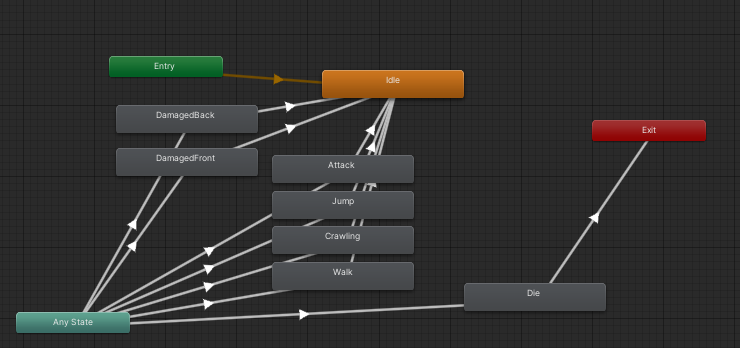 Entry
Idle
DamagedBack
Exit
DamagedFront
Attack
Jump
Crawling
Walk
Die
Any State